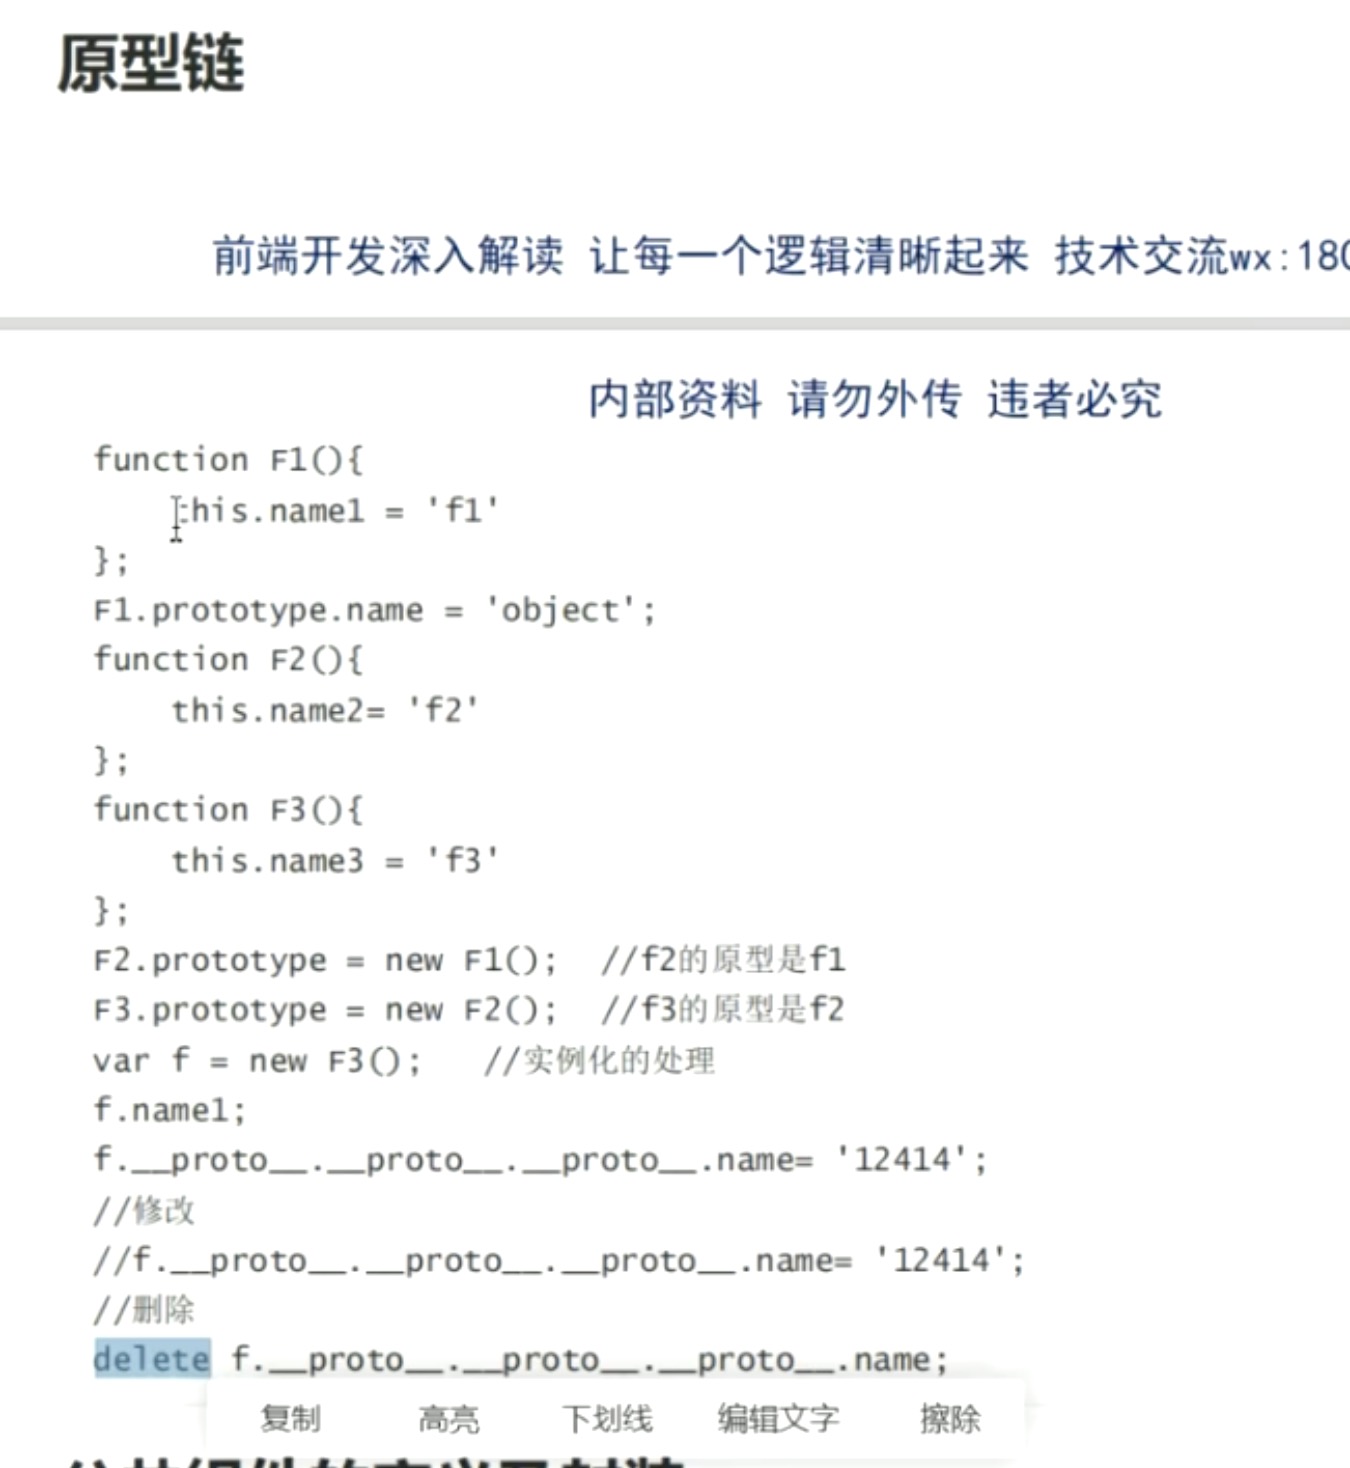 原型链
前端开发深入解读 让每一个逻辑清晰起来 技术交流wx:180
内部资料 请勿外传 违者必究
function F1(){
this.name1 = 'f1'
};
F1.prototype.name = 'object';
function F2(){
this.name2= 'f2'
};
function F3(){
this.name3 = 'f3'
};
F2.prototype = new F1(); //f2的原型是f1
F3.prototype = new F2(); //f3的原型是f2
var f = new F3(); //实例化的处理
f.name1;
f.__proto__.__proto__.__proto__.name= '12414';
//修改
//f.__proto__.__proto__.__proto__.name= '12414';
//删除
delete f.__proto__.__proto__.__proto__.name;
复制 高亮 下划线 编辑文字 擦除